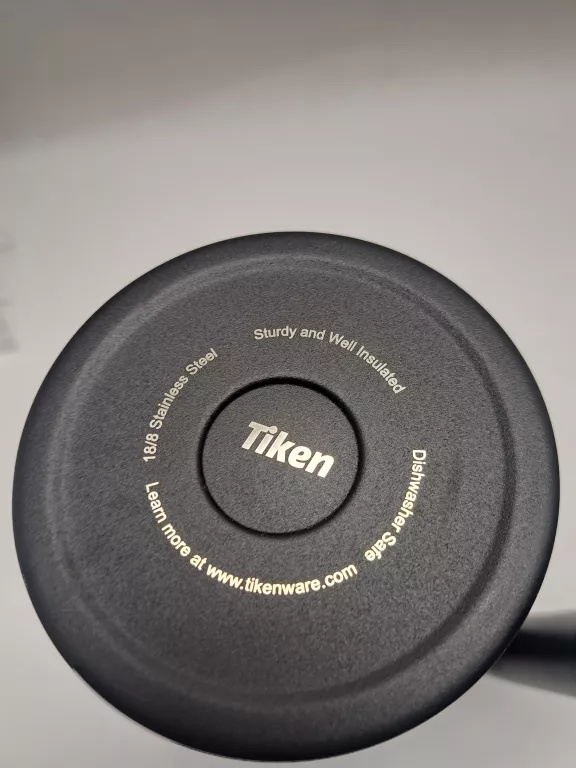 Tiken
18/8 Stainless Steel
Sturdy and Well Insulated
Dishwasher Safe
Learn more at www.tikenware.com